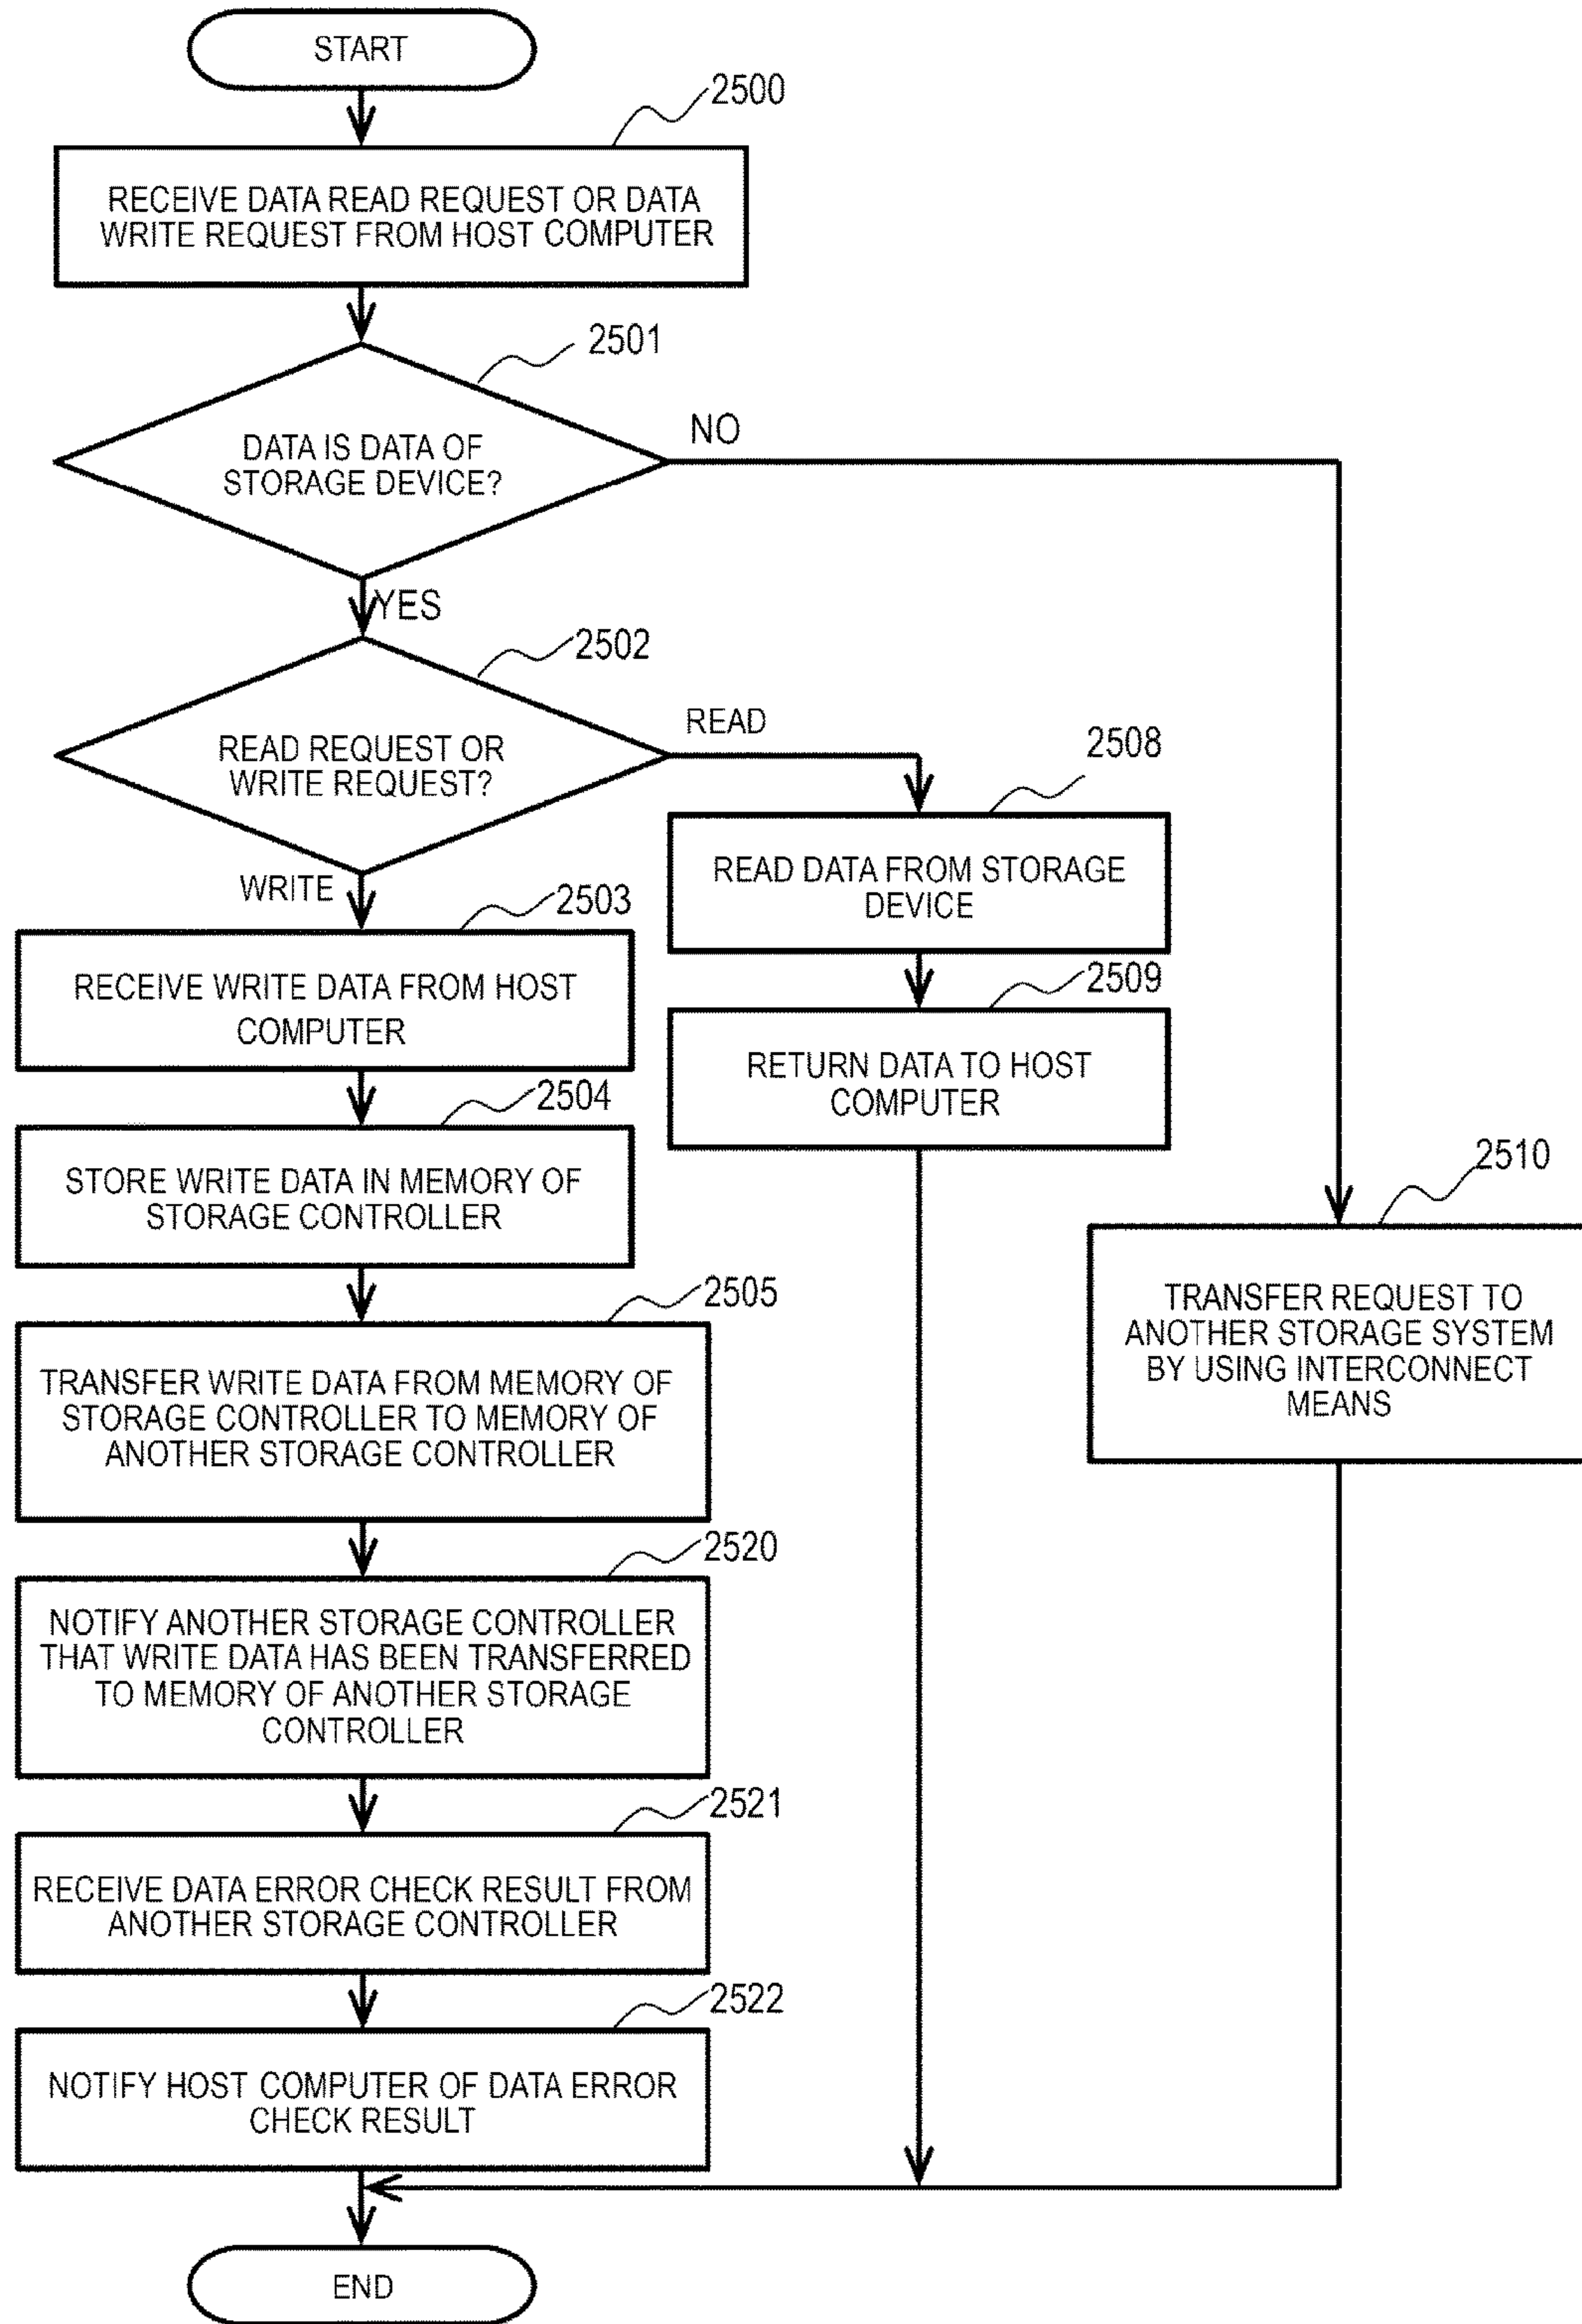 START
2500
RECEIVE DATA READ REQUEST OR DATA
WRITE REQUEST FROM HOST COMPUTER
2501
DATA IS DATA OF
STORAGE DEVICE?
NO
YES
2502
READ REQUEST OR
WRITE REQUEST?
READ
WRITE
2508
READ DATA FROM STORAGE
DEVICE
2503
RECEIVE WRITE DATA FROM HOST
COMPUTER
2509
RETURN DATA TO HOST
COMPUTER
2504
STORE WRITE DATA IN MEMORY OF
STORAGE CONTROLLER
2510
TRANSFER REQUEST TO
ANOTHER STORAGE SYSTEM
BY USING INTERCONNECT
MEANS
2505
TRANSFER WRITE DATA FROM MEMORY OF
STORAGE CONTROLLER TO MEMORY OF
ANOTHER STORAGE CONTROLLER
2520
NOTIFY ANOTHER STORAGE CONTROLLER
THAT WRITE DATA HAS BEEN TRANSFERRED
TO MEMORY OF ANOTHER STORAGE
CONTROLLER
2521
RECEIVE DATA ERROR CHECK RESULT FROM
ANOTHER STORAGE CONTROLLER
2522
NOTIFY HOST COMPUTER OF DATA ERROR
CHECK RESULT
END